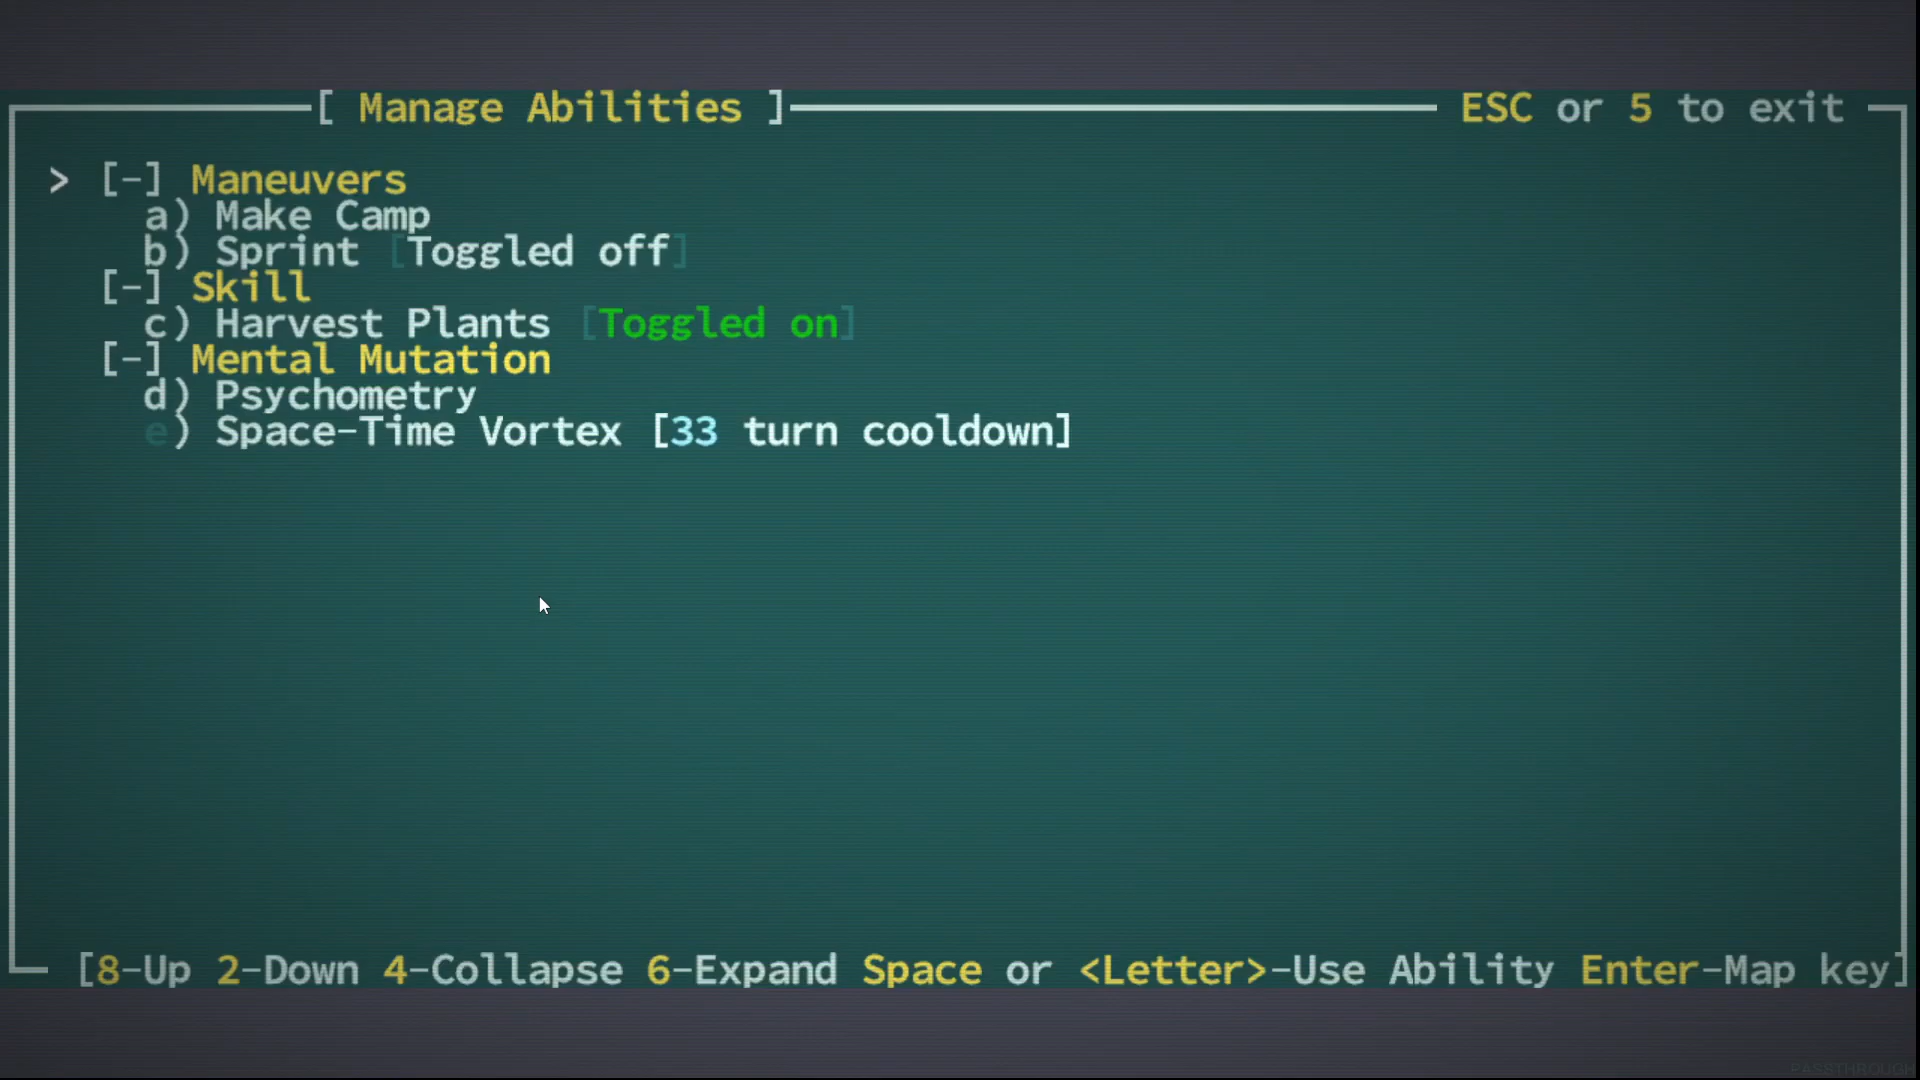 [ Manage Abilities ] ESC or 5 to exit
> [-] Maneuvers
a) Make Camp
b) Sprint [Toggled off]
[-] Skill
c) Harvest Plants [Toggled on]
[-] Mental Mutation
d) Psychometry
e) Space-Time Vortex [33 turn cooldown]
[8-Up 2-Down 4-Collapse 6-Expand Space or <Letter>-Use Ability Enter-Map key]
PASSTHROUGH